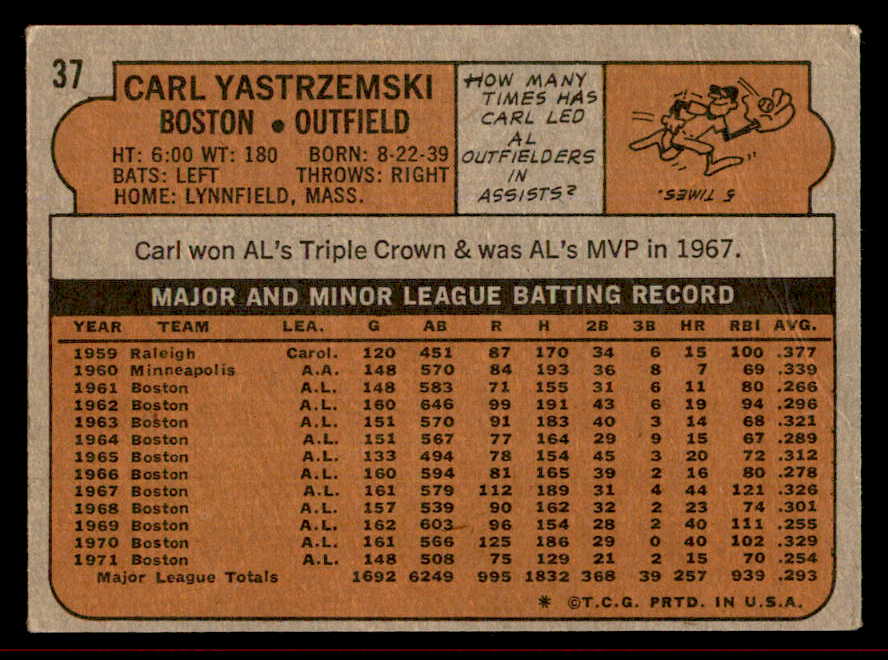 37
CARL YASTRZEMSKI
BOSTON • OUTFIELD
HT: 6:00 WT: 180 BORN: 8-22-39
BATS: LEFT THROWS: RIGHT
HOME: LYNNFIELD, MASS.
HOW MANY
TIMES HAS
CARL LED
AL
OUTFIELDERS
IN
ASSISTS?
5 TIMES.
Carl won AL's Triple Crown & was AL's MVP in 1967.
MAJOR AND MINOR LEAGUE BATTING RECORD
YEAR TEAM LEA. G AB R H 2B 3B HR RBI AVG.
1959 Raleigh Carol. 120 451 87 170 34 6 15 100 .377
1960 Minneapolis A.A. 148 570 84 193 36 8 7 69 .339
1961 Boston A.L. 148 583 71 155 31 6 11 80 .266
1962 Boston A.L. 160 646 99 191 43 6 19 94 .296
1963 Boston A.L. 151 570 91 183 40 3 14 68 .321
1964 Boston A.L. 151 567 77 164 29 9 15 67 .289
1965 Boston A.L. 133 494 78 154 45 3 20 72 .312
1966 Boston A.L. 160 594 81 165 39 2 16 80 .278
1967 Boston A.L. 161 579 112 189 31 4 44 121 .326
1968 Boston A.L. 157 539 90 162 32 2 23 74 .301
1969 Boston A.L. 162 603 96 154 28 2 40 111 .255
1970 Boston A.L. 161 566 125 186 29 0 40 102 .329
1971 Boston A.L. 148 508 75 129 21 2 15 70 .254
Major League Totals 1692 6249 995 1832 368 39 257 939 .293
* ©T.C.G. PRTD. IN U.S.A.